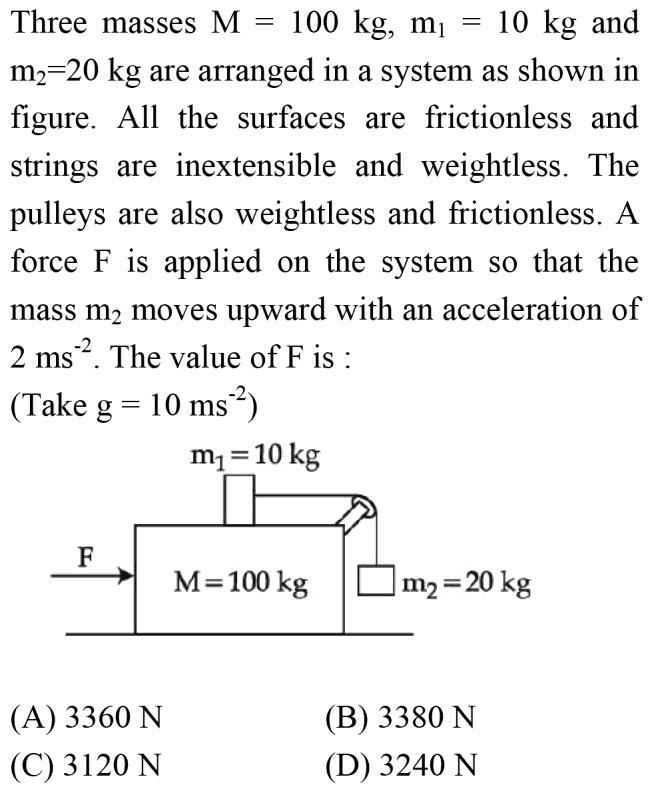 Three masses M = 100 kg, m₁ = 10 kg and
m₂=20 kg are arranged in a system as shown in
figure. All the surfaces are frictionless and
strings are inextensible and weightless. The
pulleys are also weightless and frictionless. A
force F is applied on the system so that the
mass m₂ moves upward with an acceleration of
2 ms⁻². The value of F is :
(Take g = 10 ms⁻²)
m₁=10 kg
F
M=100 kg
m₂=20 kg
(A) 3360 N (B) 3380 N
(C) 3120 N (D) 3240 N